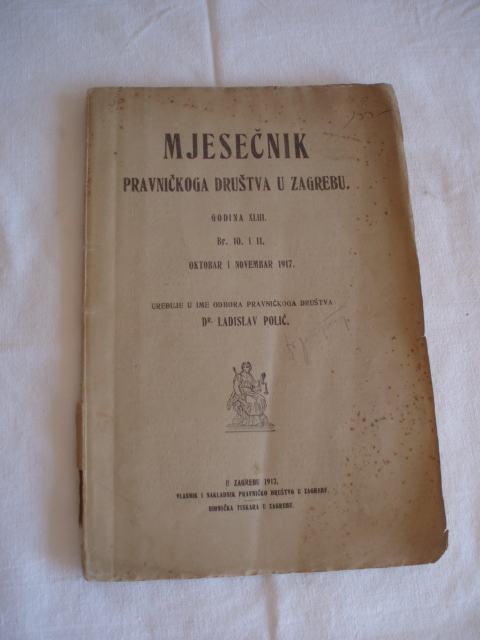 MJESEČNIK
PRAVNIČKOGA DRUŠTVA U ZAGREBU.
GODINA XLIII.
Br. 10. i 11.
OKTOBAR I NOVEMBAR 1917.
UREĐUJE U IME ODBORA PRAVNIČKOGA DRUŠTVA
Dr. LADISLAV POLIĆ.
U ZAGREBU 1917.
VLASNIK I NAKLADNIK PRAVNIČKO DRUŠTVO U ZAGREBU.
DIONIČKA TISKARA U ZAGREBU.